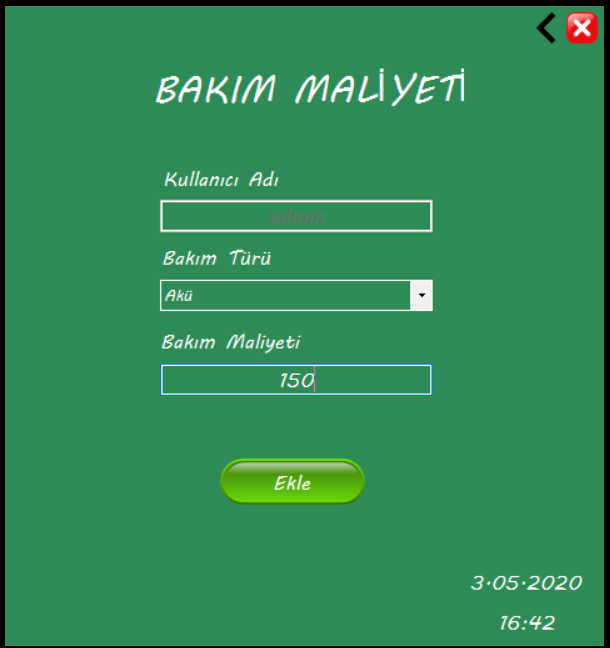 BAKIM MALİYETİ
Kullanıcı Adı
admin
Bakım Türü
Akü
Bakım Maliyeti
150
Ekle
3.05.2020
16:42